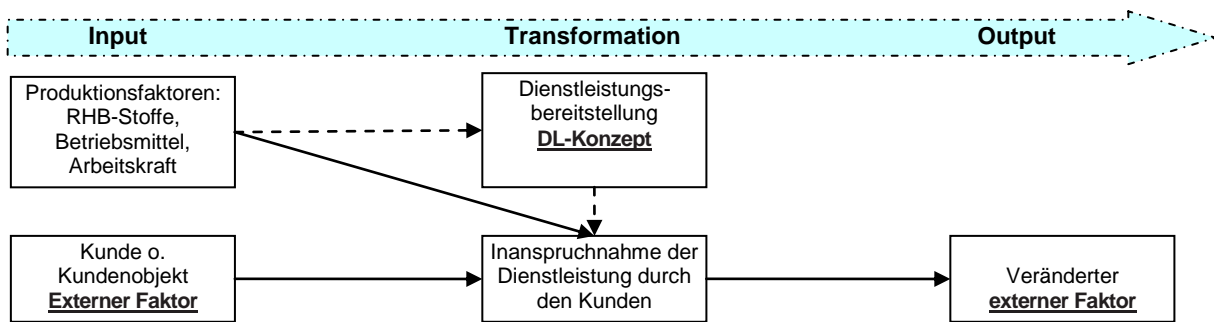 Input
Transformation
Output
Produktionsfaktoren:
RHB-Stoffe,
Betriebsmittel,
Arbeitskraft
Dienstleistungs-
bereitstellung
DL-Konzept
Kunde o.
Kundenobjekt
Externer Faktor
Inanspruchnahme der
Dienstleistung durch
den Kunden
Veränderter
externer Faktor